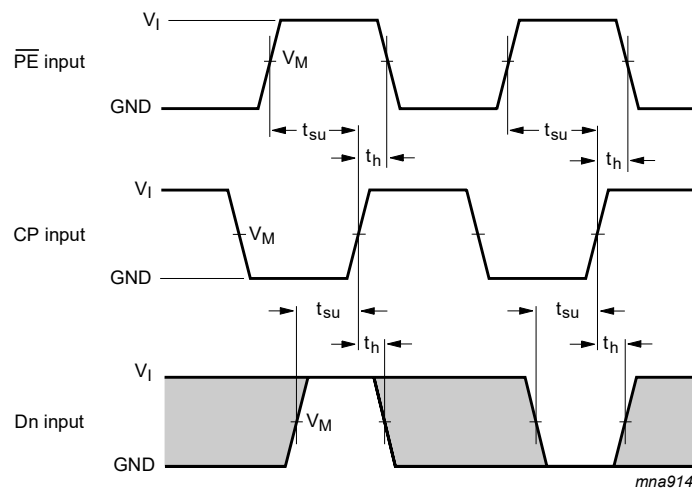 V_I
P̅E̅ input
V_M
GND
t_su
t_su
t_h
t_h
V_I
CP input
V_M
GND
t_su
t_su
t_h
t_h
V_I
Dn input
V_M
GND
mna914